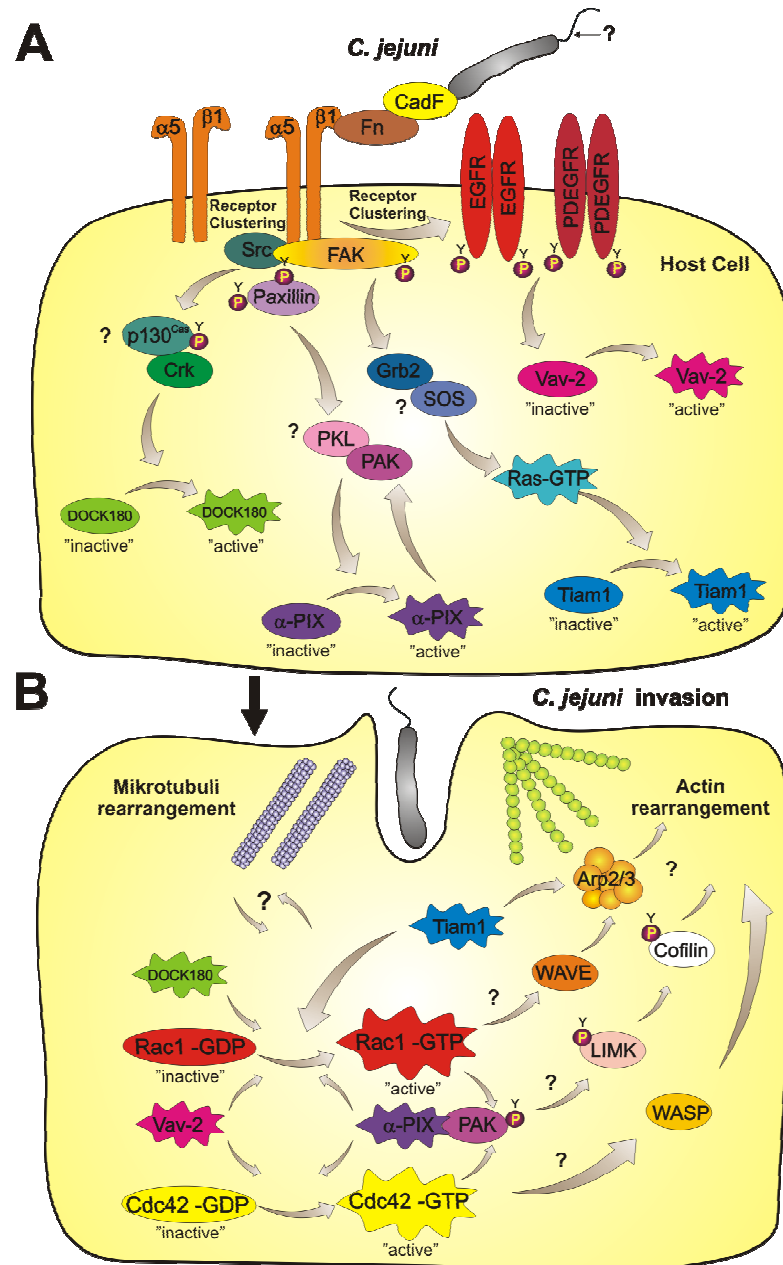 A
C. jejuni
?
CadF
α5
β1
α5
β1
Fn
EGFR
EGFR
PDEGFR
PDEGFR
Receptor
Clustering
Receptor
Clustering
Src
FAK
Y
P
Y
P
Y
P
Y
P
Y
P
Y
P
Host Cell
Y
P
Paxillin
?
p130Cas
Y
P
Crk
Grb2
?
SOS
Vav-2
"inactive"
Vav-2
"active"
?
PKL
PAK
Ras-GTP
DOCK180
"inactive"
DOCK180
"active"
α-PIX
"inactive"
α-PIX
"active"
Tiam1
"inactive"
Tiam1
"active"
B
C. jejuni invasion
Mikrotubuli
rearrangement
Actin
rearrangement
?
Arp2/3
?
Tiam1
Y
P
Cofilin
DOCK180
WAVE
?
Rac1 -GDP
"inactive"
Rac1 -GTP
"active"
Y
P
LIMK
?
Vav-2
α-PIX
PAK
Y
P
WASP
?
Cdc42 -GDP
"inactive"
Cdc42 -GTP
"active"